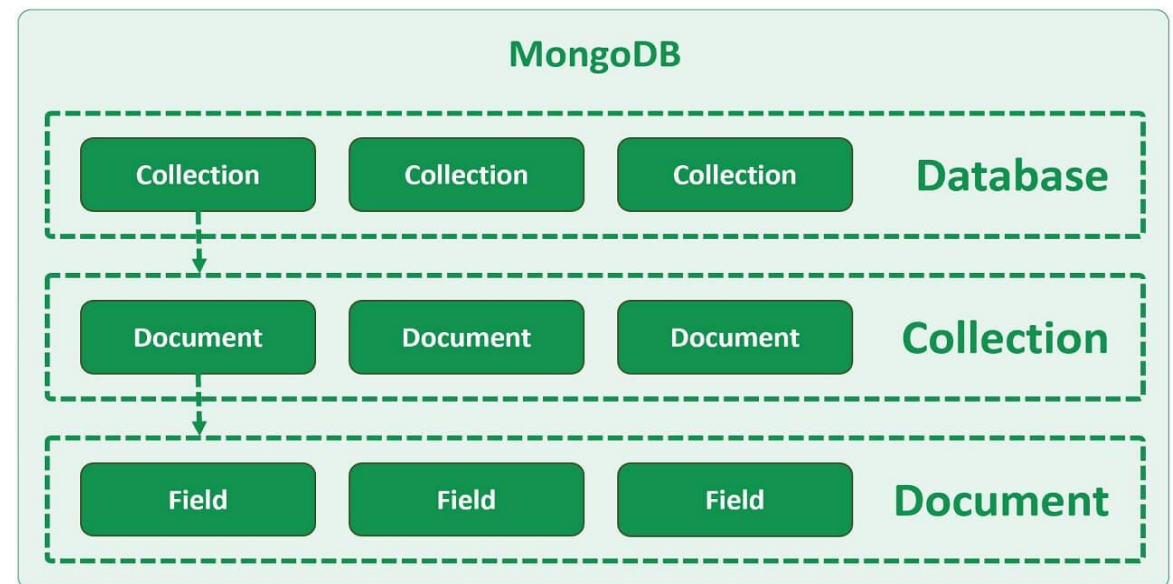 MongoDB
Collection Collection Collection Database
Document Document Document Collection
Field Field Field Document